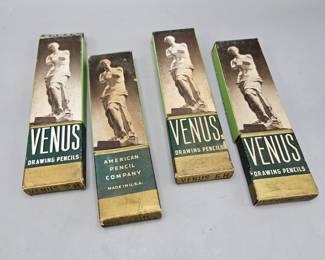 VENUS
DRAWING PENCILS
AMERICAN
PENCIL
COMPANY
MADE IN U.S.A.
VENUS
DRAWING PENCILS
VENUS
DRAWING PENCILS